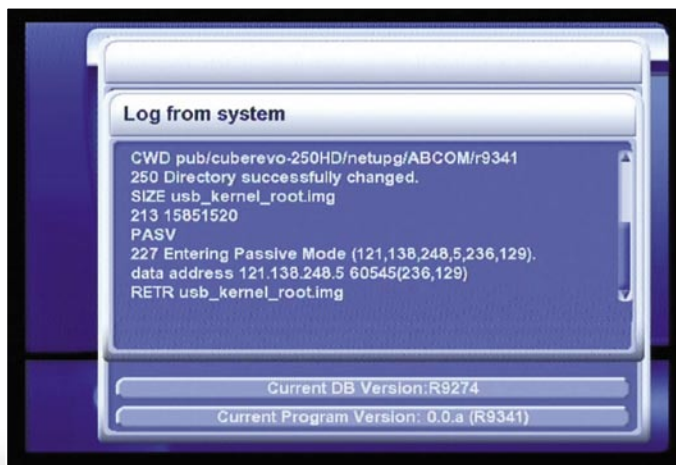 Log from system
CWD pub/cuberevo-250HD/netupg/ABCOM/r9341
250 Directory successfully changed.
SIZE usb_kernel_root.img
213 15851520
PASV
227 Entering Passive Mode (121,138,248,5,236,129).
data address 121.138.248.5 60545(236,129)
RETR usb_kernel_root.img
Current DB Version:R9274
Current Program Version: 0.0.a (R9341)